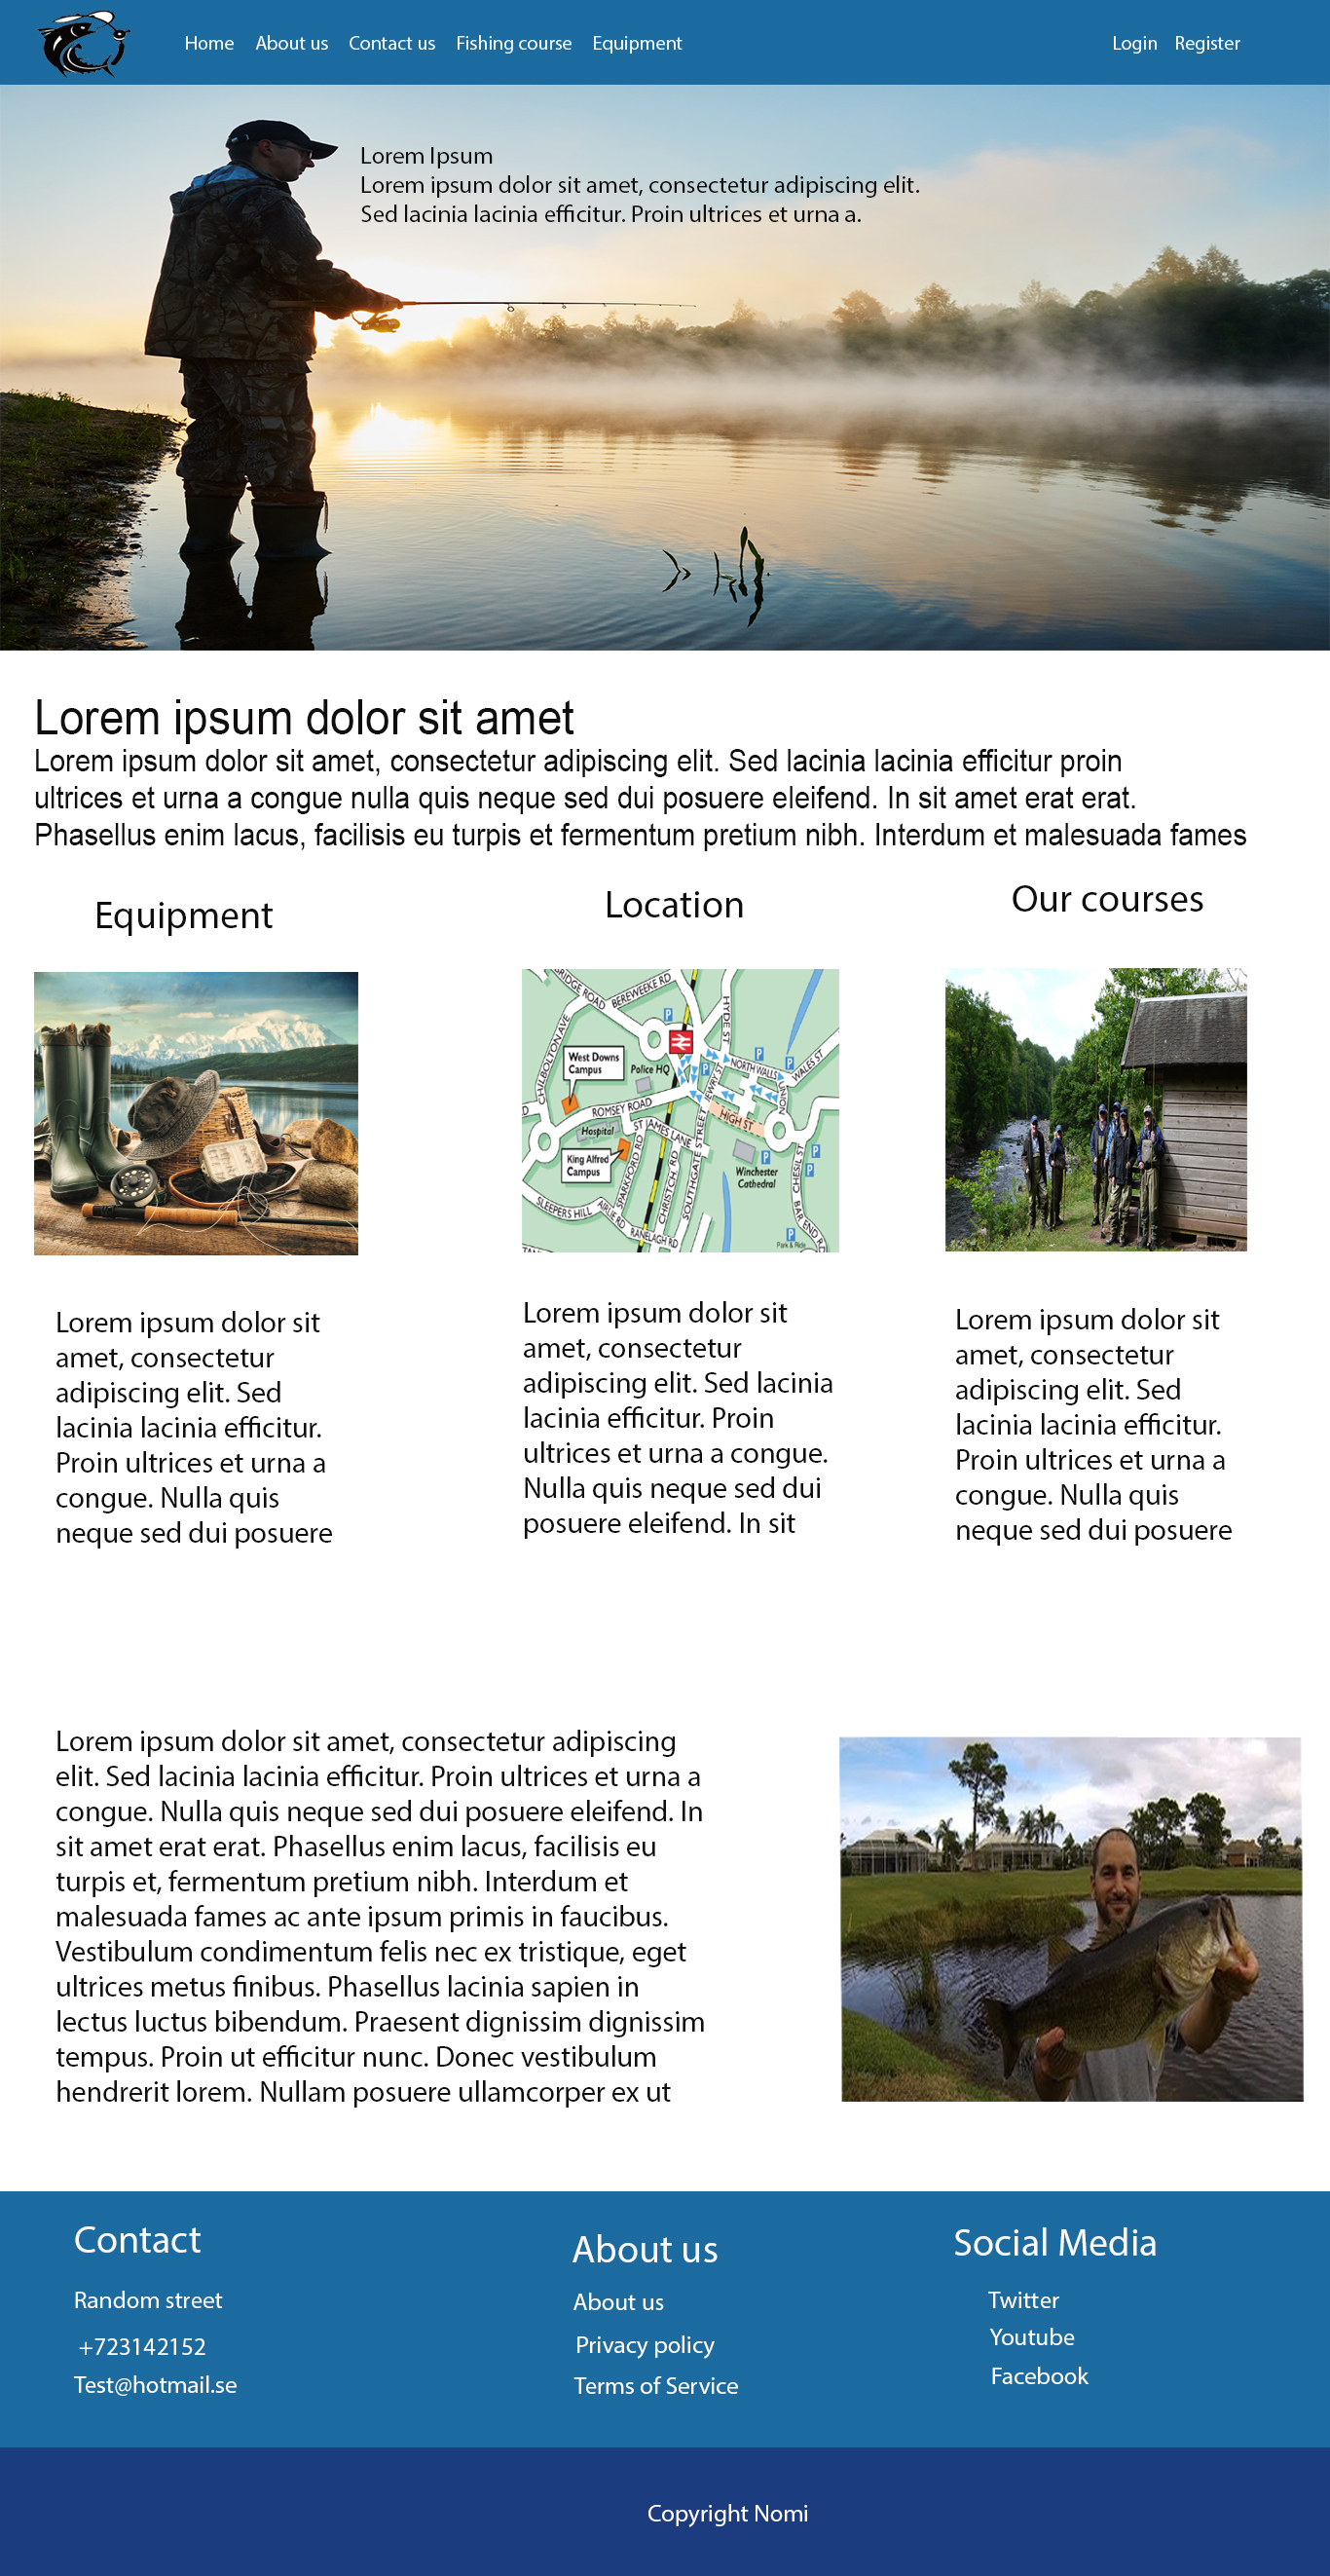 Home About us Contact us Fishing course Equipment Login Register
Lorem Ipsum
Lorem ipsum dolor sit amet, consectetur adipiscing elit.
Sed lacinia lacinia efficitur. Proin ultrices et urna a.
Lorem ipsum dolor sit amet
Lorem ipsum dolor sit amet, consectetur adipiscing elit. Sed lacinia lacinia efficitur proin
ultrices et urna a congue nulla quis neque sed dui posuere eleifend. In sit amet erat erat.
Phasellus enim lacus, facilisis eu turpis et fermentum pretium nibh. Interdum et malesuada fames
Equipment
Lorem ipsum dolor sit
amet, consectetur
adipiscing elit. Sed
lacinia lacinia efficitur.
Proin ultrices et urna a
congue. Nulla quis
neque sed dui posuere
Location
BEREWEEKE RD
HYDE ST
CHILBOLTON AVE
West Downs
Campus
Police HQ
NORTH WALLS
UNION
WALES ST
ROMSEY ROAD
HIGH ST
Hospital
ST JAMES LANE
King Alfred
Campus
SPARKFORD RD
CHRISTCHURCH RD
SOUTHGATE STREET
Winchester
Cathedral
CHESIL ST
SLEEPERS HILL
AIRLIE RD
RANELAGH RD
BAR END RD
Park & Ride
Lorem ipsum dolor sit
amet, consectetur
adipiscing elit. Sed lacinia
lacinia efficitur. Proin
ultrices et urna a congue.
Nulla quis neque sed dui
posuere eleifend. In sit
Our courses
Lorem ipsum dolor sit
amet, consectetur
adipiscing elit. Sed
lacinia lacinia efficitur.
Proin ultrices et urna a
congue. Nulla quis
neque sed dui posuere
Lorem ipsum dolor sit amet, consectetur adipiscing
elit. Sed lacinia lacinia efficitur. Proin ultrices et urna a
congue. Nulla quis neque sed dui posuere eleifend. In
sit amet erat erat. Phasellus enim lacus, facilisis eu
turpis et, fermentum pretium nibh. Interdum et
malesuada fames ac ante ipsum primis in faucibus.
Vestibulum condimentum felis nec ex tristique, eget
ultrices metus finibus. Phasellus lacinia sapien in
lectus luctus bibendum. Praesent dignissim dignissim
tempus. Proin ut efficitur nunc. Donec vestibulum
hendrerit lorem. Nullam posuere ullamcorper ex ut
Contact
Random street
+723142152
Test@hotmail.se
About us
About us
Privacy policy
Terms of Service
Social Media
Twitter
Youtube
Facebook
Copyright Nomi